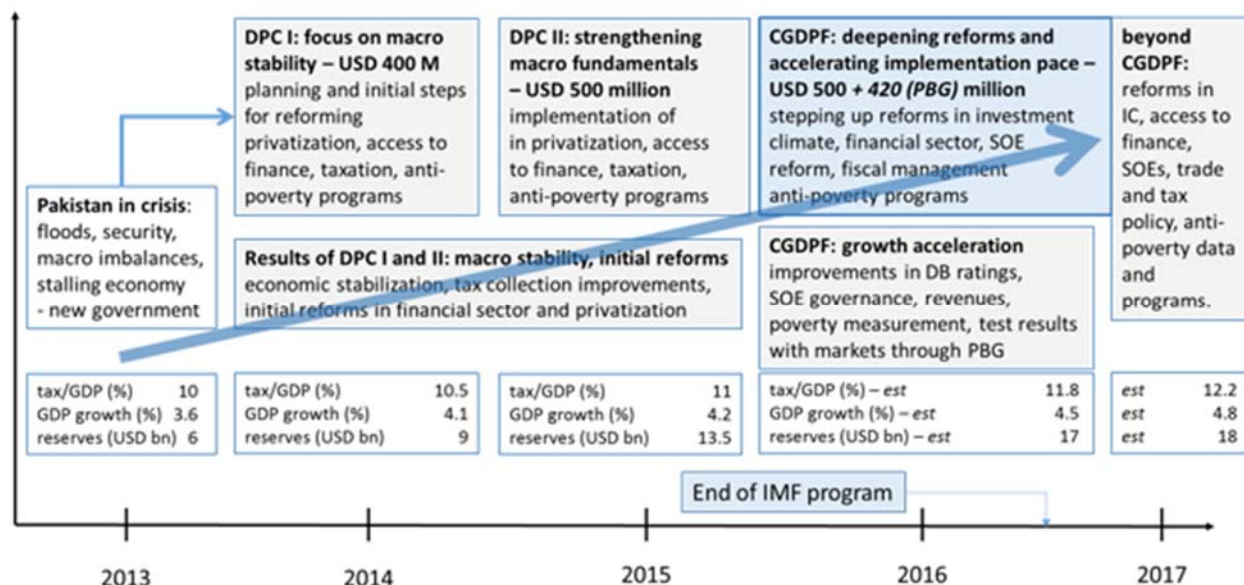 Pakistan in crisis:
floods, security,
macro imbalances,
stalling economy
- new government
DPC I: focus on macro
stability – USD 400 M
planning and initial steps
for reforming
privatization, access to
finance, taxation, anti-
poverty programs
DPC II: strengthening
macro fundamentals
– USD 500 million
implementation of
in privatization, access
to finance, taxation,
anti-poverty programs
CGDPF: deepening reforms and
accelerating implementation pace –
USD 500 + 420 (PBG) million
stepping up reforms in investment
climate, financial sector, SOE
reform, fiscal management
anti-poverty programs
beyond
CGDPF:
reforms in
IC, access to
finance,
SOEs, trade
and tax
policy, anti-
poverty data
and
programs.
Results of DPC I and II: macro stability, initial reforms
economic stabilization, tax collection improvements,
initial reforms in financial sector and privatization
CGDPF: growth acceleration
improvements in DB ratings,
SOE governance, revenues,
poverty measurement, test results
with markets through PBG
tax/GDP (%) 10
GDP growth (%) 3.6
reserves (USD bn) 6
tax/GDP (%) 10.5
GDP growth (%) 4.1
reserves (USD bn) 9
tax/GDP (%) 11
GDP growth (%) 4.2
reserves (USD bn) 13.5
tax/GDP (%) – est 11.8
GDP growth (%) – est 4.5
reserves (USD bn) – est 17
est 12.2
est 4.8
est 18
End of IMF program
2013 2014 2015 2016 2017